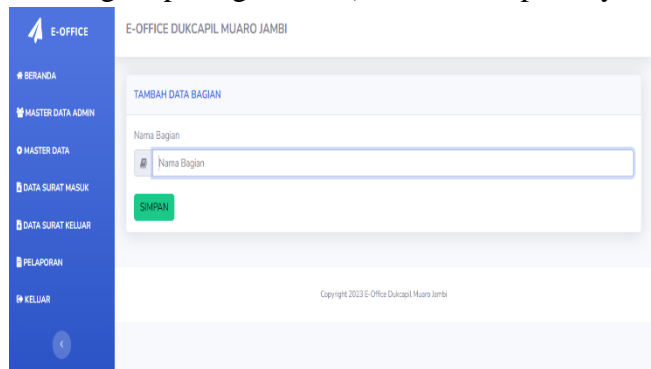 E-OFFICE
E-OFFICE DUKCAPIL MUARO JAMBI
BERANDA
MASTER DATA ADMIN
MASTER DATA
DATA SURAT MASUK
DATA SURAT KELUAR
PELAPORAN
KELUAR
TAMBAH DATA BAGIAN
Nama Bagian
Nama Bagian
SIMPAN
Copyright 2023 E-Office Dukcapil Muaro Jambi